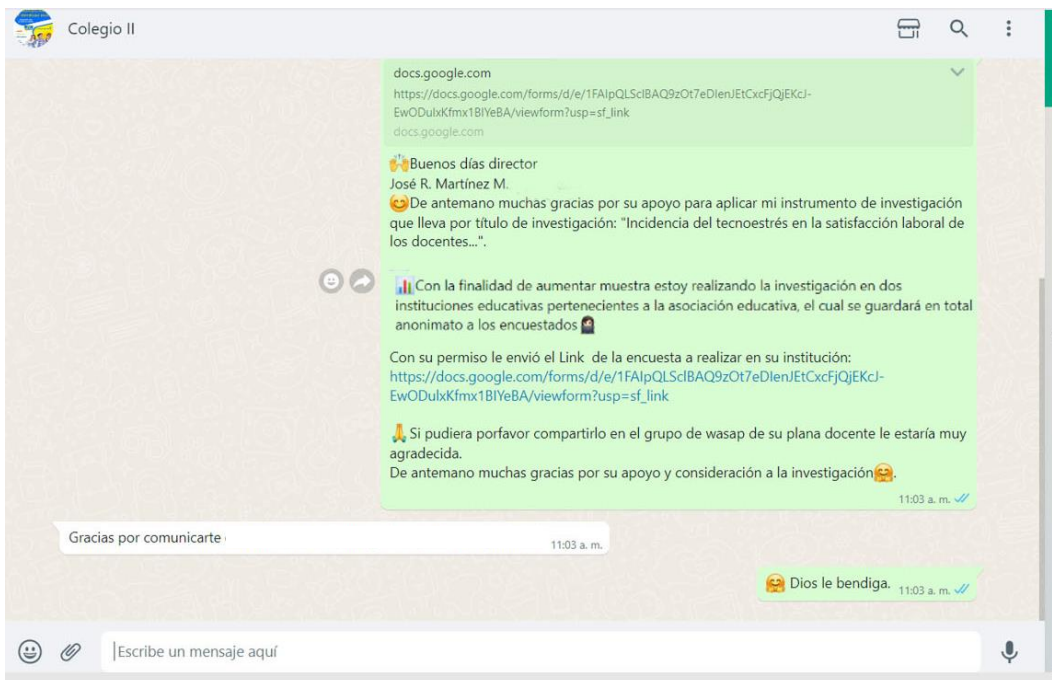 Colegio II
docs.google.com
https://docs.google.com/forms/d/e/1FAIpQLSclBAQ9zOt7eDIenJEtCxcFjQjEKcJ-
EwODulxKfmx1BIYeBA/viewform?usp=sf_link
docs.google.com
🙌Buenos días director
José R. Martínez M.
😊De antemano muchas gracias por su apoyo para aplicar mi instrumento de investigación
que lleva por título de investigación: "Incidencia del tecnoestrés en la satisfacción laboral de
los docentes...".
📊Con la finalidad de aumentar muestra estoy realizando la investigación en dos
instituciones educativas pertenecientes a la asociación educativa, el cual se guardará en total
anonimato a los encuestados
Con su permiso le envió el Link de la encuesta a realizar en su institución:
https://docs.google.com/forms/d/e/1FAIpQLSclBAQ9zOt7eDIenJEtCxcFjQjEKcJ-
EwODulxKfmx1BIYeBA/viewform?usp=sf_link
🙏Si pudiera porfavor compartirlo en el grupo de wasap de su plana docente le estaría muy
agradecida.
De antemano muchas gracias por su apoyo y consideración a la investigación🤗.
11:03 a. m.
Gracias por comunicarte
11:03 a. m.
🤗 Dios le bendiga. 11:03 a. m.
Escribe un mensaje aquí